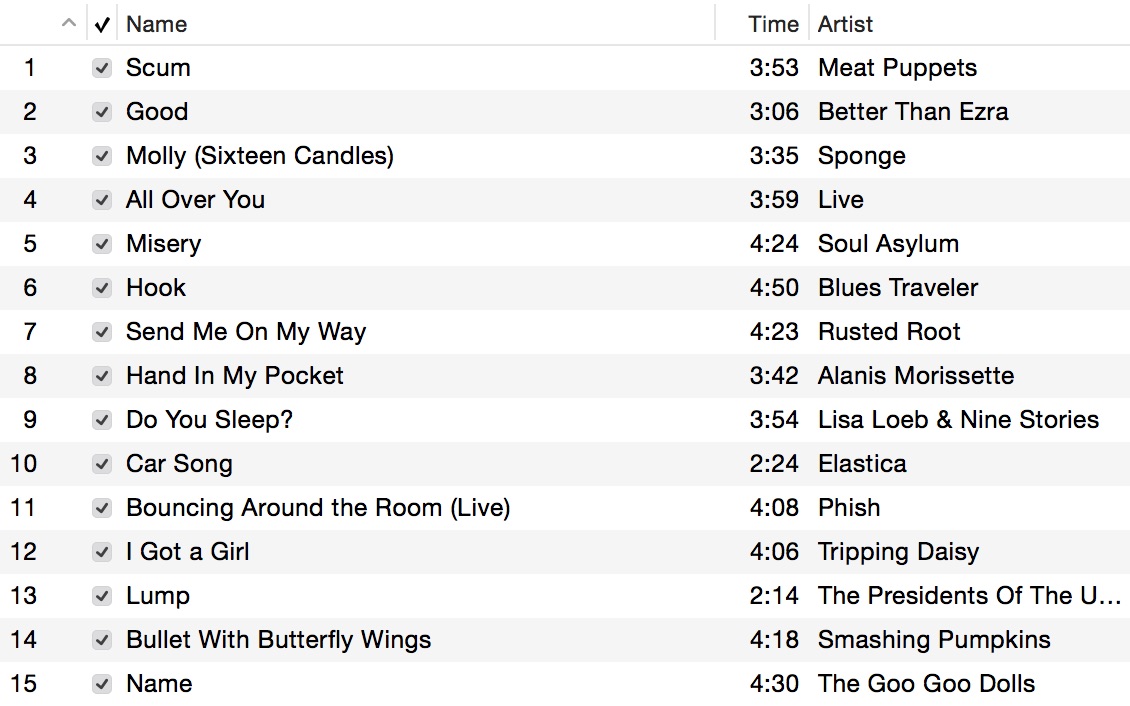 Name Time Artist
1 Scum 3:53 Meat Puppets
2 Good 3:06 Better Than Ezra
3 Molly (Sixteen Candles) 3:35 Sponge
4 All Over You 3:59 Live
5 Misery 4:24 Soul Asylum
6 Hook 4:50 Blues Traveler
7 Send Me On My Way 4:23 Rusted Root
8 Hand In My Pocket 3:42 Alanis Morissette
9 Do You Sleep? 3:54 Lisa Loeb & Nine Stories
10 Car Song 2:24 Elastica
11 Bouncing Around the Room (Live) 4:08 Phish
12 I Got a Girl 4:06 Tripping Daisy
13 Lump 2:14 The Presidents Of The U...
14 Bullet With Butterfly Wings 4:18 Smashing Pumpkins
15 Name 4:30 The Goo Goo Dolls